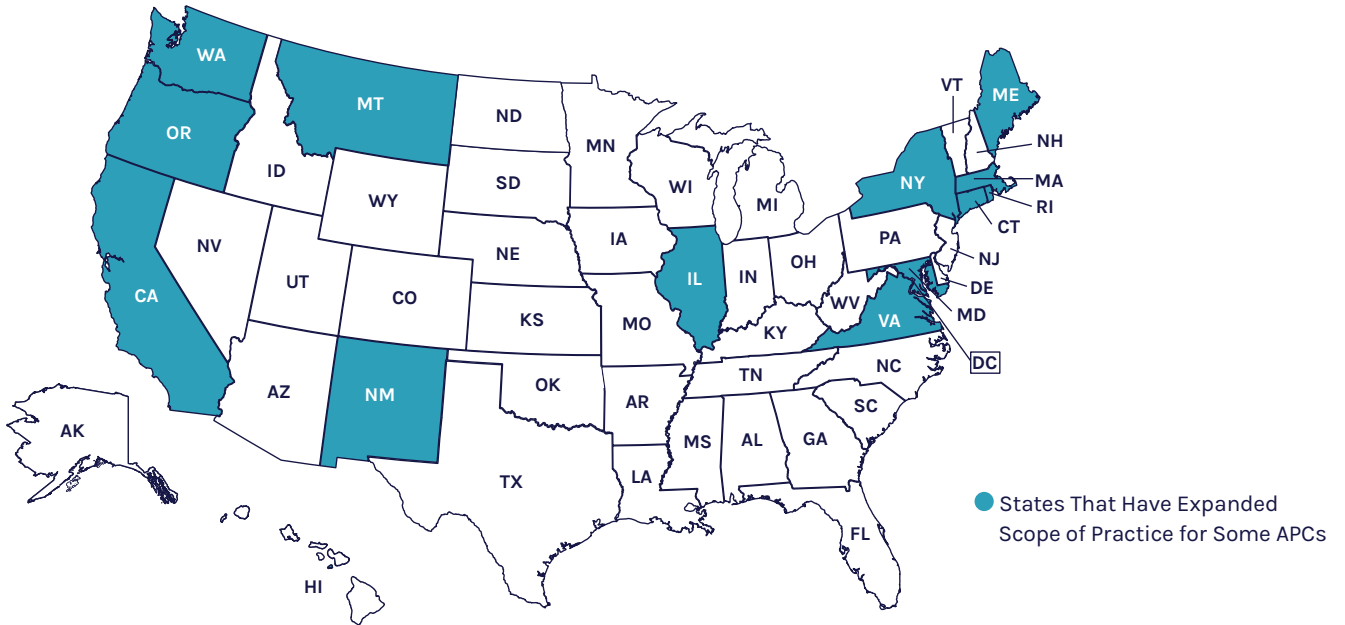 WA
MT
ND
MN
VT
ME
OR
ID
SD
WI
MI
NY
NH
MA
RI
CT
WY
NV
UT
CO
NE
IA
PA
NJ
CA
IL
IN
OH
DE
MD
WV
VA
DC
KS
MO
KY
NC
AZ
NM
OK
AR
TN
SC
AK
TX
LA
MS
AL
GA
FL
HI
States That Have Expanded
Scope of Practice for Some APCs